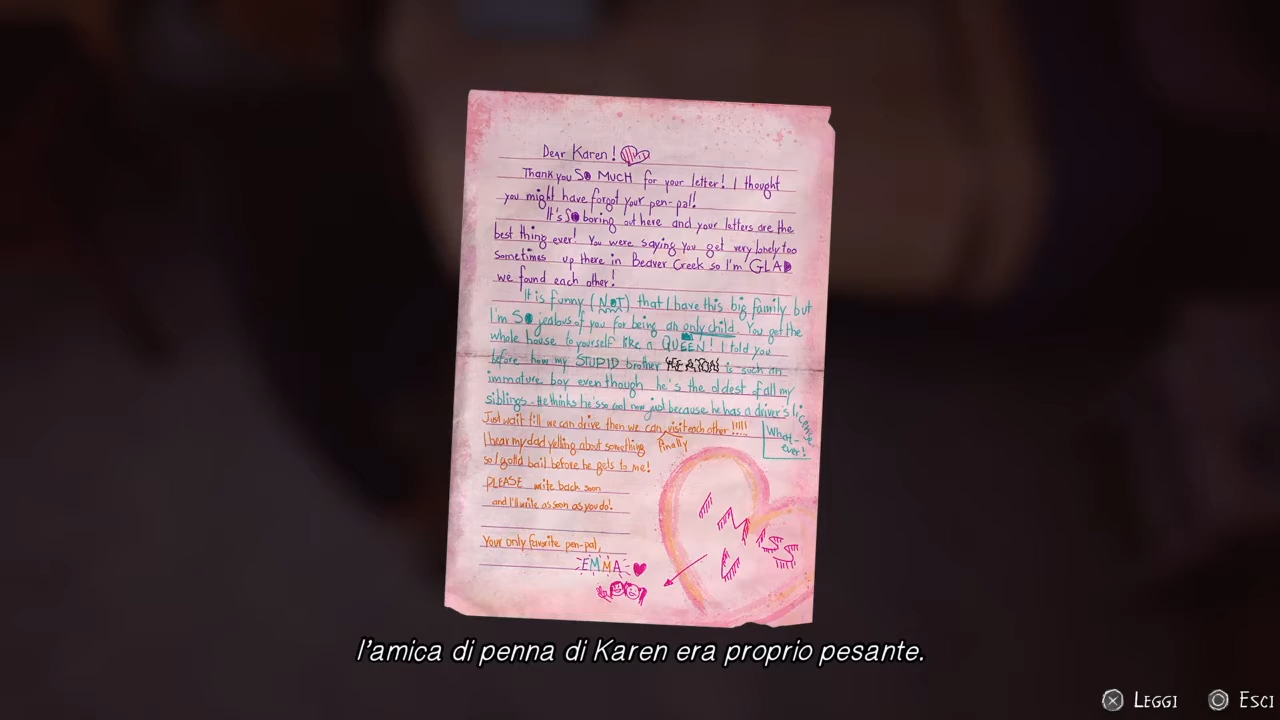 Dear Karen!
Thank you SO MUCH for your letter! I thought
you might have forgot your pen-pal!
It's SO boring out here and your letters are the
best thing ever! You were saying you get very lonely too
sometimes up there in Beaver Creek so I'm GLAD
we found each other!
It is funny (NOT) that I have this big family but
I'm SO jealous of you for being an only child. You get the
whole house to yourself like a QUEEN! I told you
before how my STUPID brother is such an
immature boy even though he's the oldest of all my
siblings. He thinks he's so cool now just because he has a driver's license
What-
ever!
Just wait till we can drive then we can visit each other!!!!!
finally
I hear my dad yelling about something
so I gotta bail before he gets to me!
PLEASE write back soon
and I'll write as soon as you do!
Your only favorite pen-pal,
EMMA
l'amica di penna di Karen era proprio pesante.
Leggi
Esci